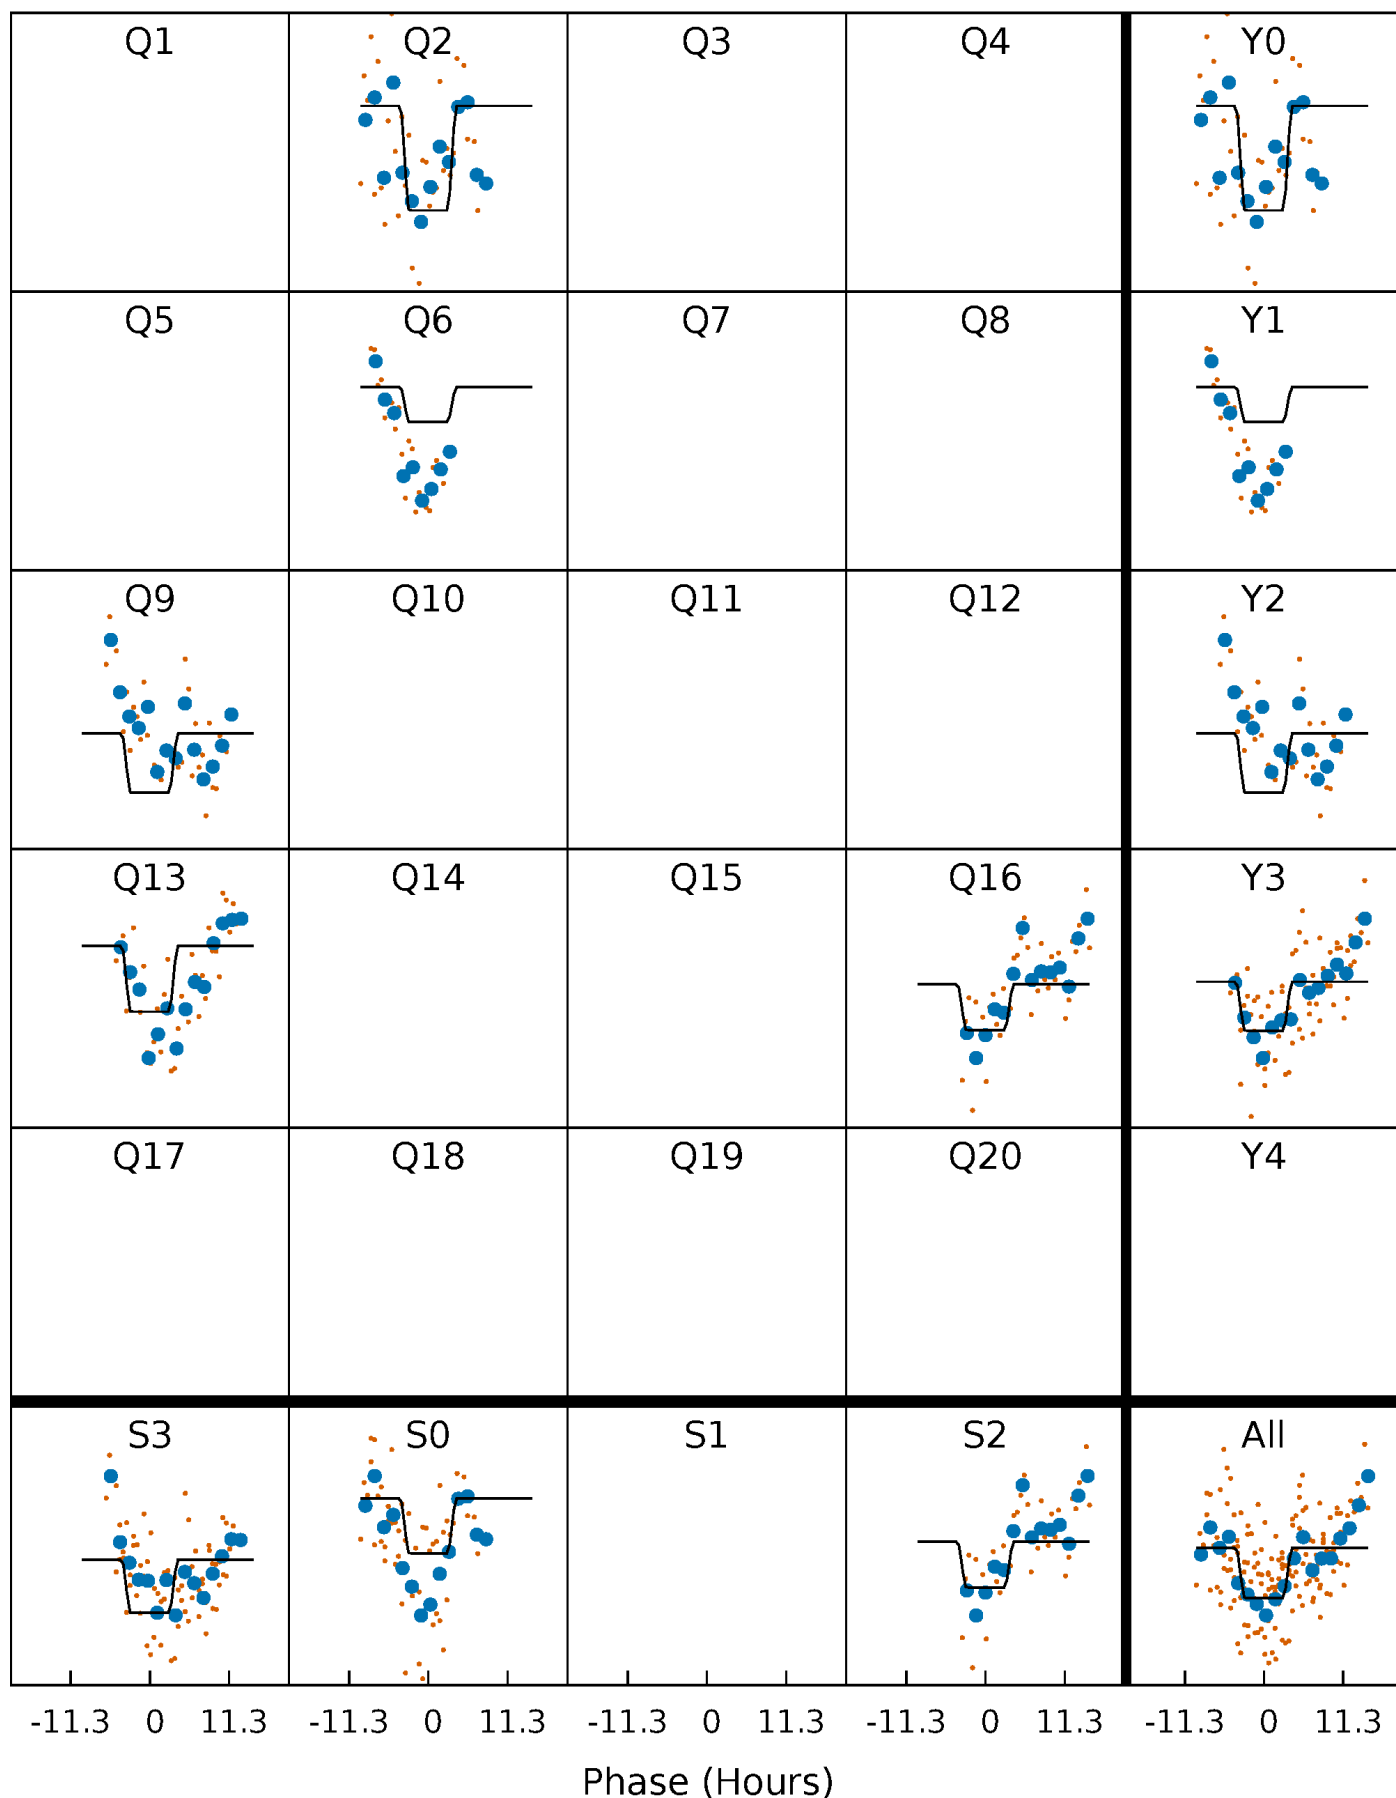 Q1 Q2 Q3 Q4 Y0
Q5 Q6 Q7 Q8 Y1
Q9 Q10 Q11 Q12 Y2
Q13 Q14 Q15 Q16 Y3
Q17 Q18 Q19 Q20 Y4
S3 S0 S1 S2 All
-11.3 0 11.3 -11.3 0 11.3 -11.3 0 11.3 -11.3 0 11.3 -11.3 0 11.3
Phase (Hours)